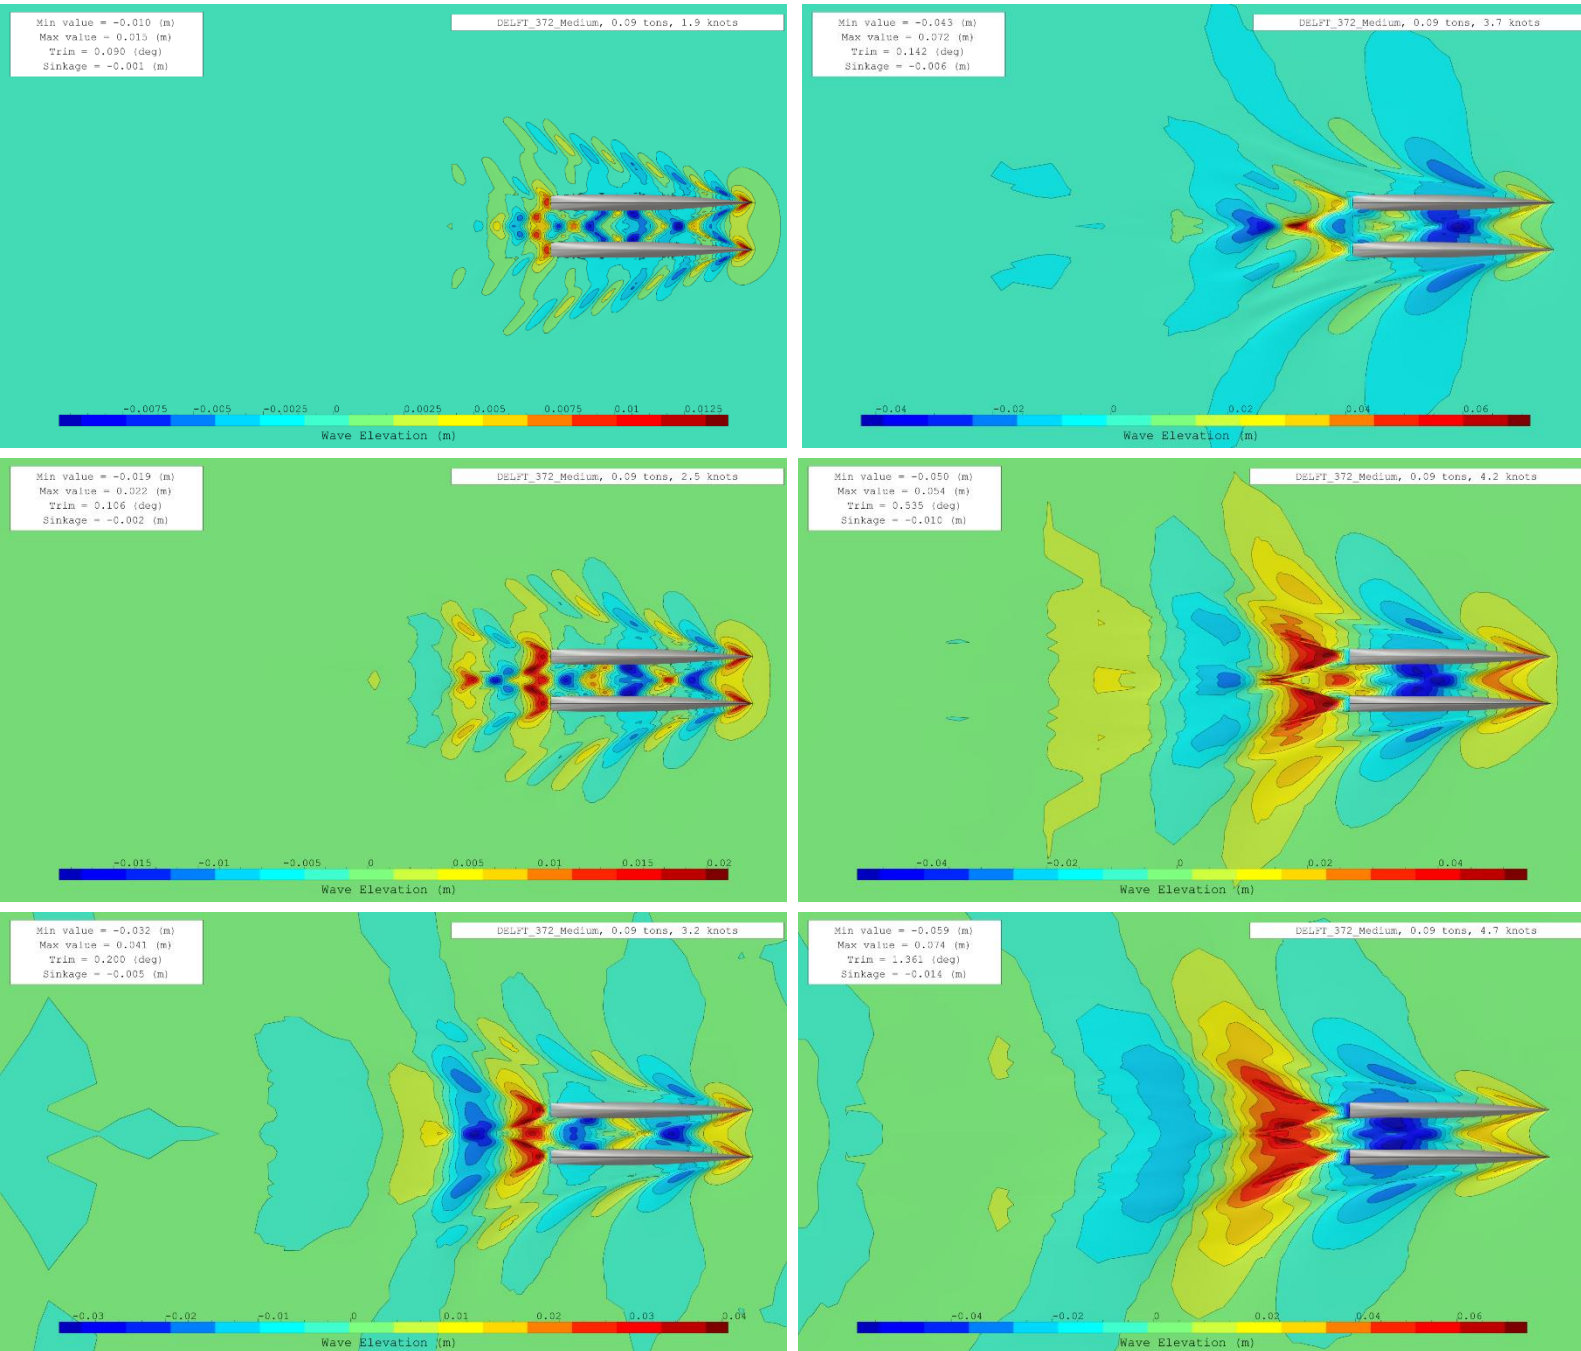 Min value = -0.010 (m)
Max value = 0.015 (m)
Trim = 0.090 (deg)
Sinkage = -0.001 (m)
DELFT_372_Medium, 0.09 tons, 1.9 knots
-0.0075 -0.005 -0.0025 0 0.0025 0.005 0.0075 0.01 0.0125
Wave Elevation (m)
Min value = -0.043 (m)
Max value = 0.072 (m)
Trim = 0.142 (deg)
Sinkage = -0.006 (m)
DELFT_372_Medium, 0.09 tons, 3.7 knots
-0.04 -0.02 0 0.02 0.04 0.06
Wave Elevation (m)
Min value = -0.019 (m)
Max value = 0.022 (m)
Trim = 0.106 (deg)
Sinkage = -0.002 (m)
DELFT_372_Medium, 0.09 tons, 2.5 knots
-0.015 -0.01 -0.005 0 0.005 0.01 0.015 0.02
Wave Elevation (m)
Min value = -0.050 (m)
Max value = 0.054 (m)
Trim = 0.535 (deg)
Sinkage = -0.010 (m)
DELFT_372_Medium, 0.09 tons, 4.2 knots
-0.04 -0.02 0 0.02 0.04
Wave Elevation (m)
Min value = -0.032 (m)
Max value = 0.041 (m)
Trim = 0.200 (deg)
Sinkage = -0.005 (m)
DELFT_372_Medium, 0.09 tons, 3.2 knots
-0.03 -0.02 -0.01 0 0.01 0.02 0.03 0.04
Wave Elevation (m)
Min value = -0.059 (m)
Max value = 0.074 (m)
Trim = 1.361 (deg)
Sinkage = -0.014 (m)
DELFT_372_Medium, 0.09 tons, 4.7 knots
-0.04 -0.02 0 0.02 0.04 0.06
Wave Elevation (m)